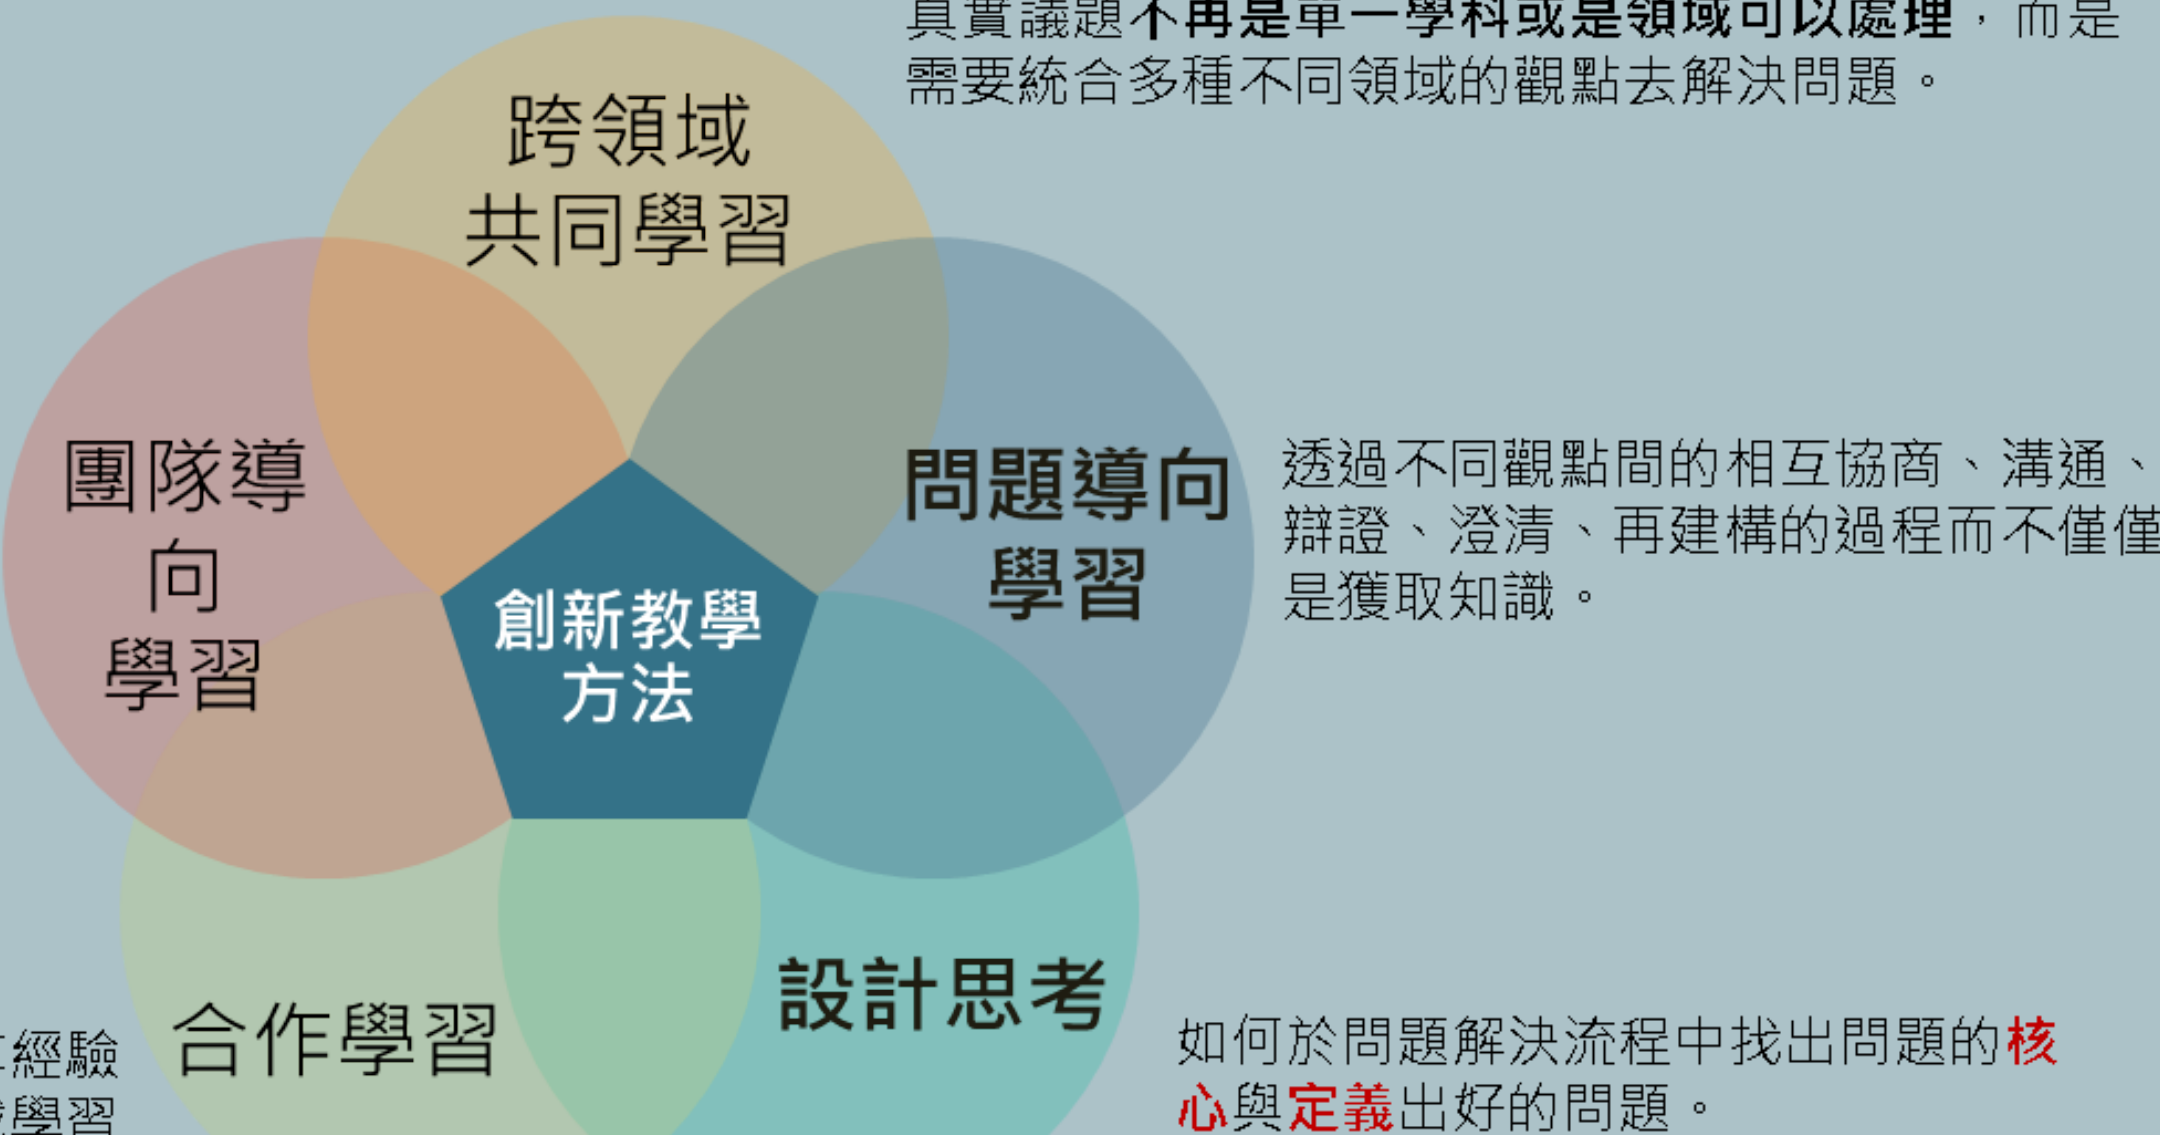 真實議題不再是單一學科或是領域可以處理，而是
需要統合多種不同領域的觀點去解決問題。
跨領域
共同學習
團隊導
向
學習
問題導向
學習
透過不同觀點間的相互協商、溝通、
辯證、澄清、再建構的過程而不僅僅
是獲取知識。
創新教學
方法
設計思考
合作學習
經驗
學習
如何於問題解決流程中找出問題的核
心與定義出好的問題。